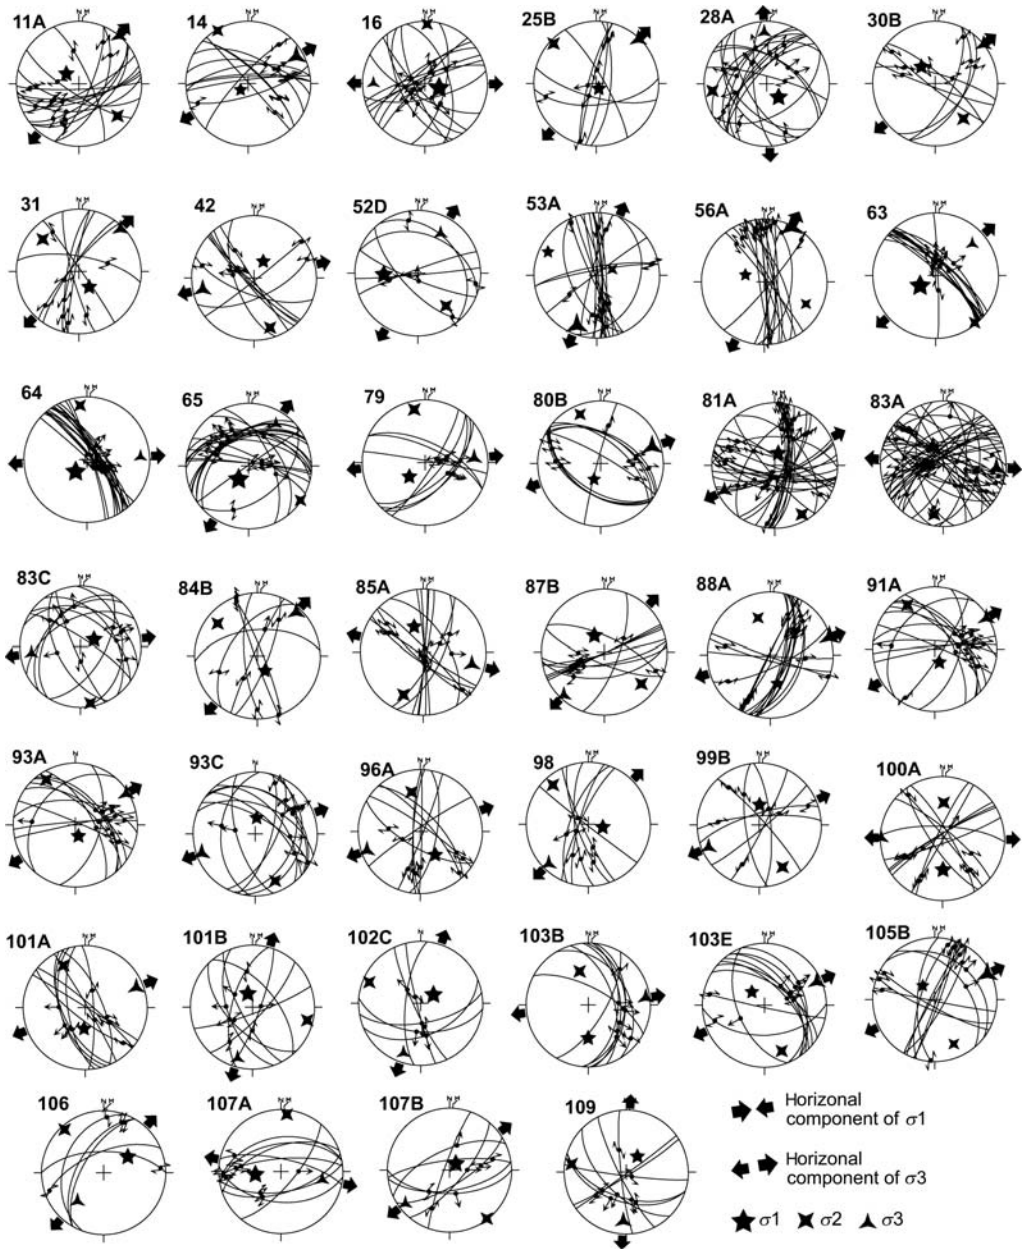 11A 14 16 25B 28A 30B
31 42 52D 53A 56A 63
64 65 79 80B 81A 83A
83C 84B 85A 87B 88A 91A
93A 93C 96A 98 99B 100A
101A 101B 102C 103B 103E 105B
106 107A 107B 109
Horizonal
component of σ1
Horizonal
component of σ3
σ1 σ2 σ3